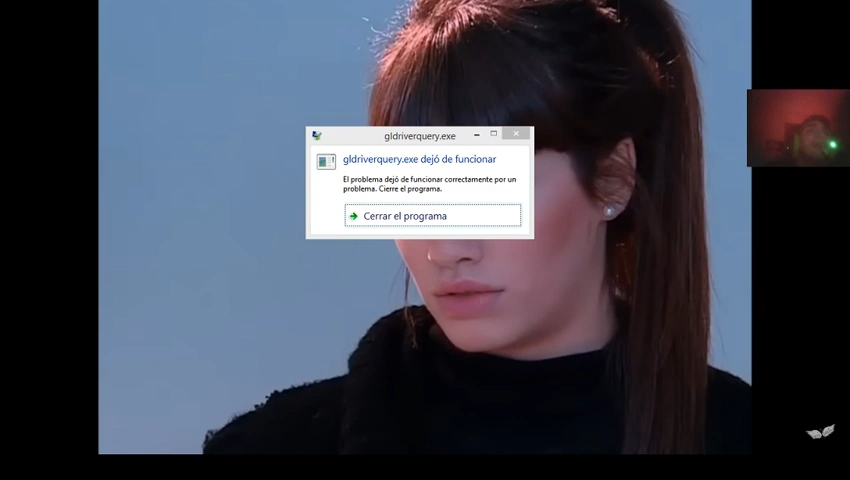 gldriverquery.exe
gldriverquery.exe dejó de funcionar
El problema dejó de funcionar correctamente por un
problema. Cierre el programa.
Cerrar el programa